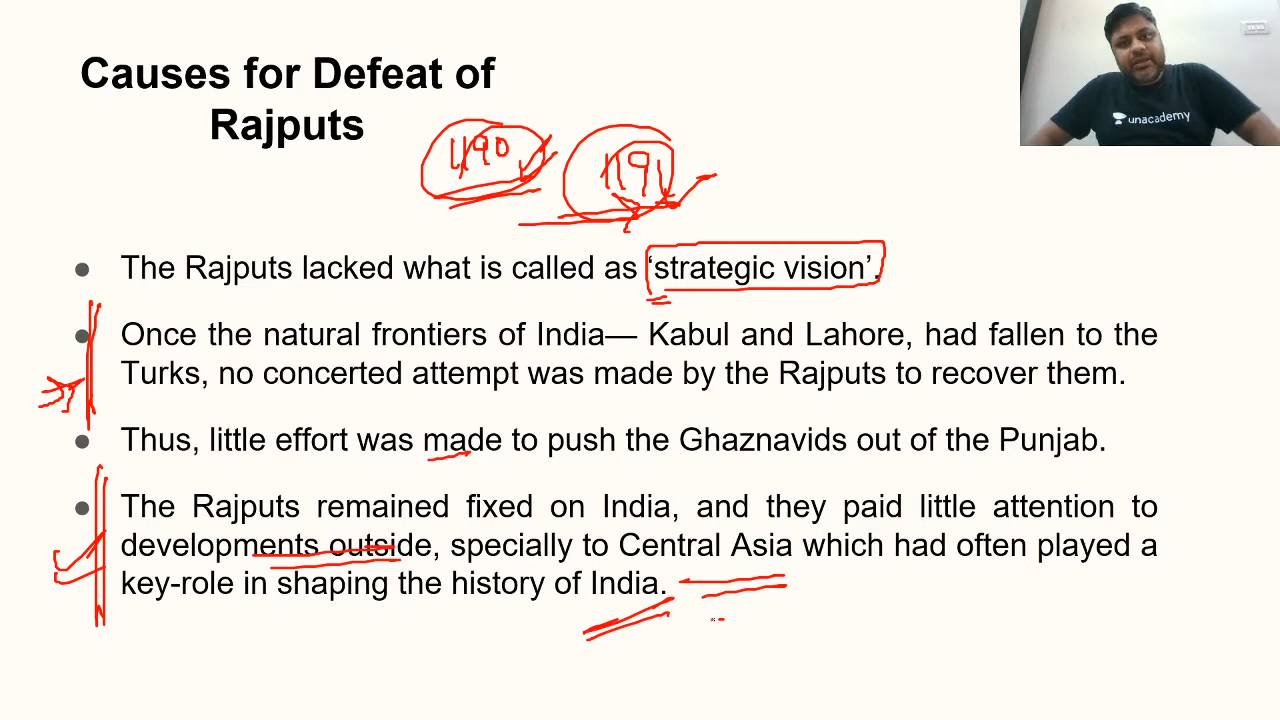 Causes for Defeat of
Rajputs
1190
1191
unacademy
● The Rajputs lacked what is called as ‘strategic vision’.
● Once the natural frontiers of India— Kabul and Lahore, had fallen to the
Turks, no concerted attempt was made by the Rajputs to recover them.
● Thus, little effort was made to push the Ghaznavids out of the Punjab.
● The Rajputs remained fixed on India, and they paid little attention to
developments outside, specially to Central Asia which had often played a
key-role in shaping the history of India.